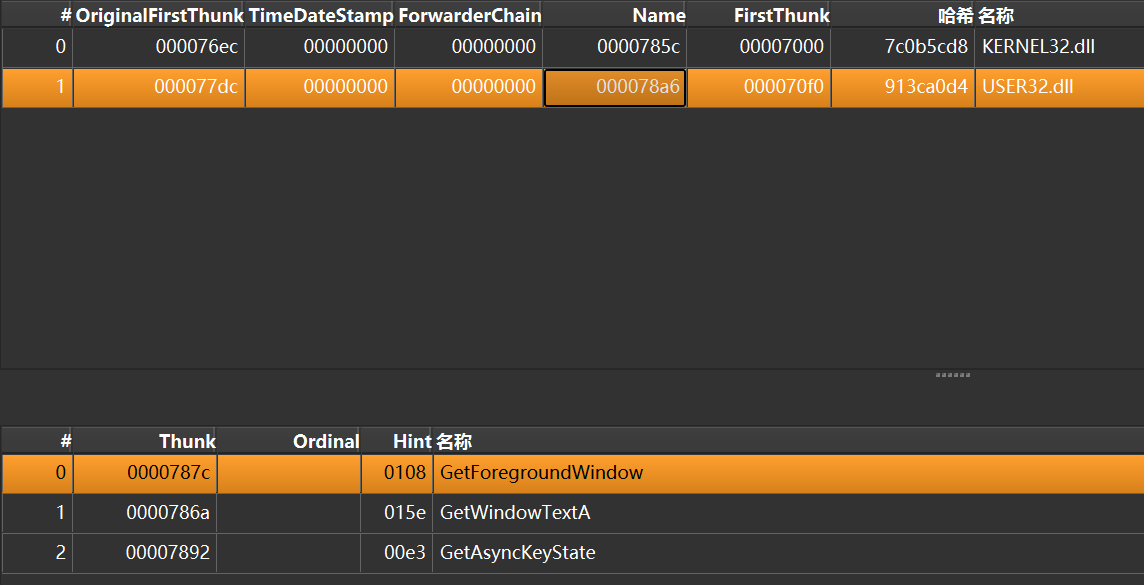 # OriginalFirstThunk TimeDateStamp ForwarderChain Name FirstThunk 哈希 名称
0 000076ec 00000000 00000000 0000785c 00007000 7c0b5cd8 KERNEL32.dll
1 000077dc 00000000 00000000 000078a6 000070f0 913ca0d4 USER32.dll
# Thunk Ordinal Hint 名称
0 0000787c 0108 GetForegroundWindow
1 0000786a 015e GetWindowTextA
2 00007892 00e3 GetAsyncKeyState